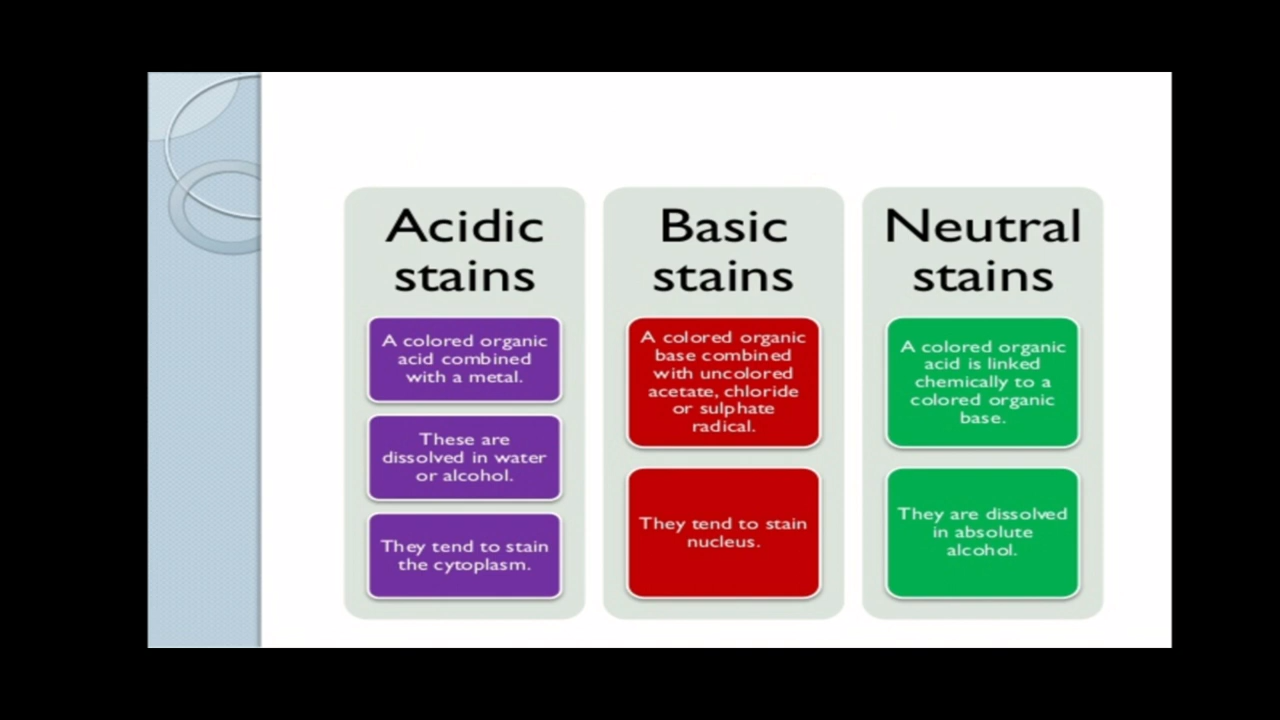 Acidic
stains
A colored organic
acid combined
with a metal.
These are
dissolved in water
or alcohol.
They tend to stain
the cytoplasm.
Basic
stains
A colored organic
base combined
with uncolored
acetate, chloride
or sulphate
radical.
They tend to stain
nucleus.
Neutral
stains
A colored organic
acid is linked
chemically to a
colored organic
base.
They are dissolved
in absolute
alcohol.